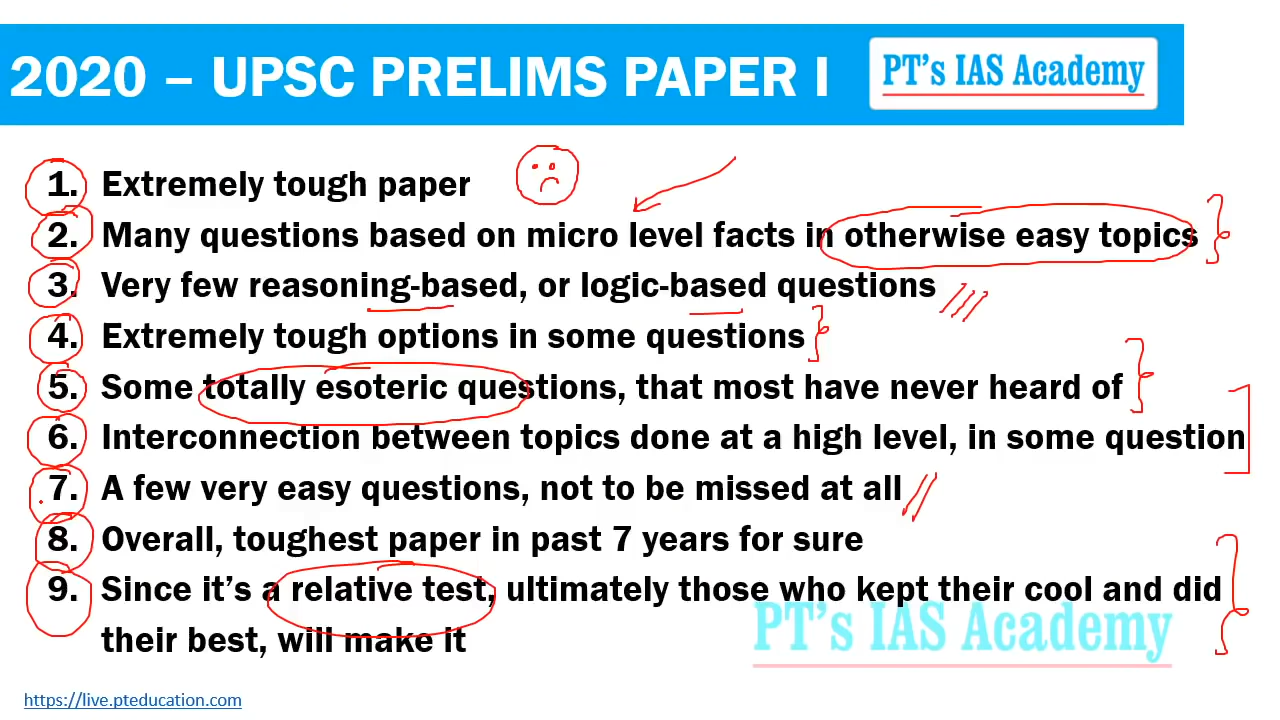 2020 – UPSC PRELIMS PAPER I
PT's IAS Academy
1. Extremely tough paper
2. Many questions based on micro level facts in otherwise easy topics
3. Very few reasoning-based, or logic-based questions
4. Extremely tough options in some questions
5. Some totally esoteric questions, that most have never heard of
6. Interconnection between topics done at a high level, in some question
7. A few very easy questions, not to be missed at all
8. Overall, toughest paper in past 7 years for sure
9. Since it’s a relative test, ultimately those who kept their cool and did
their best, will make it
PT's IAS Academy
https://live.pteducation.com